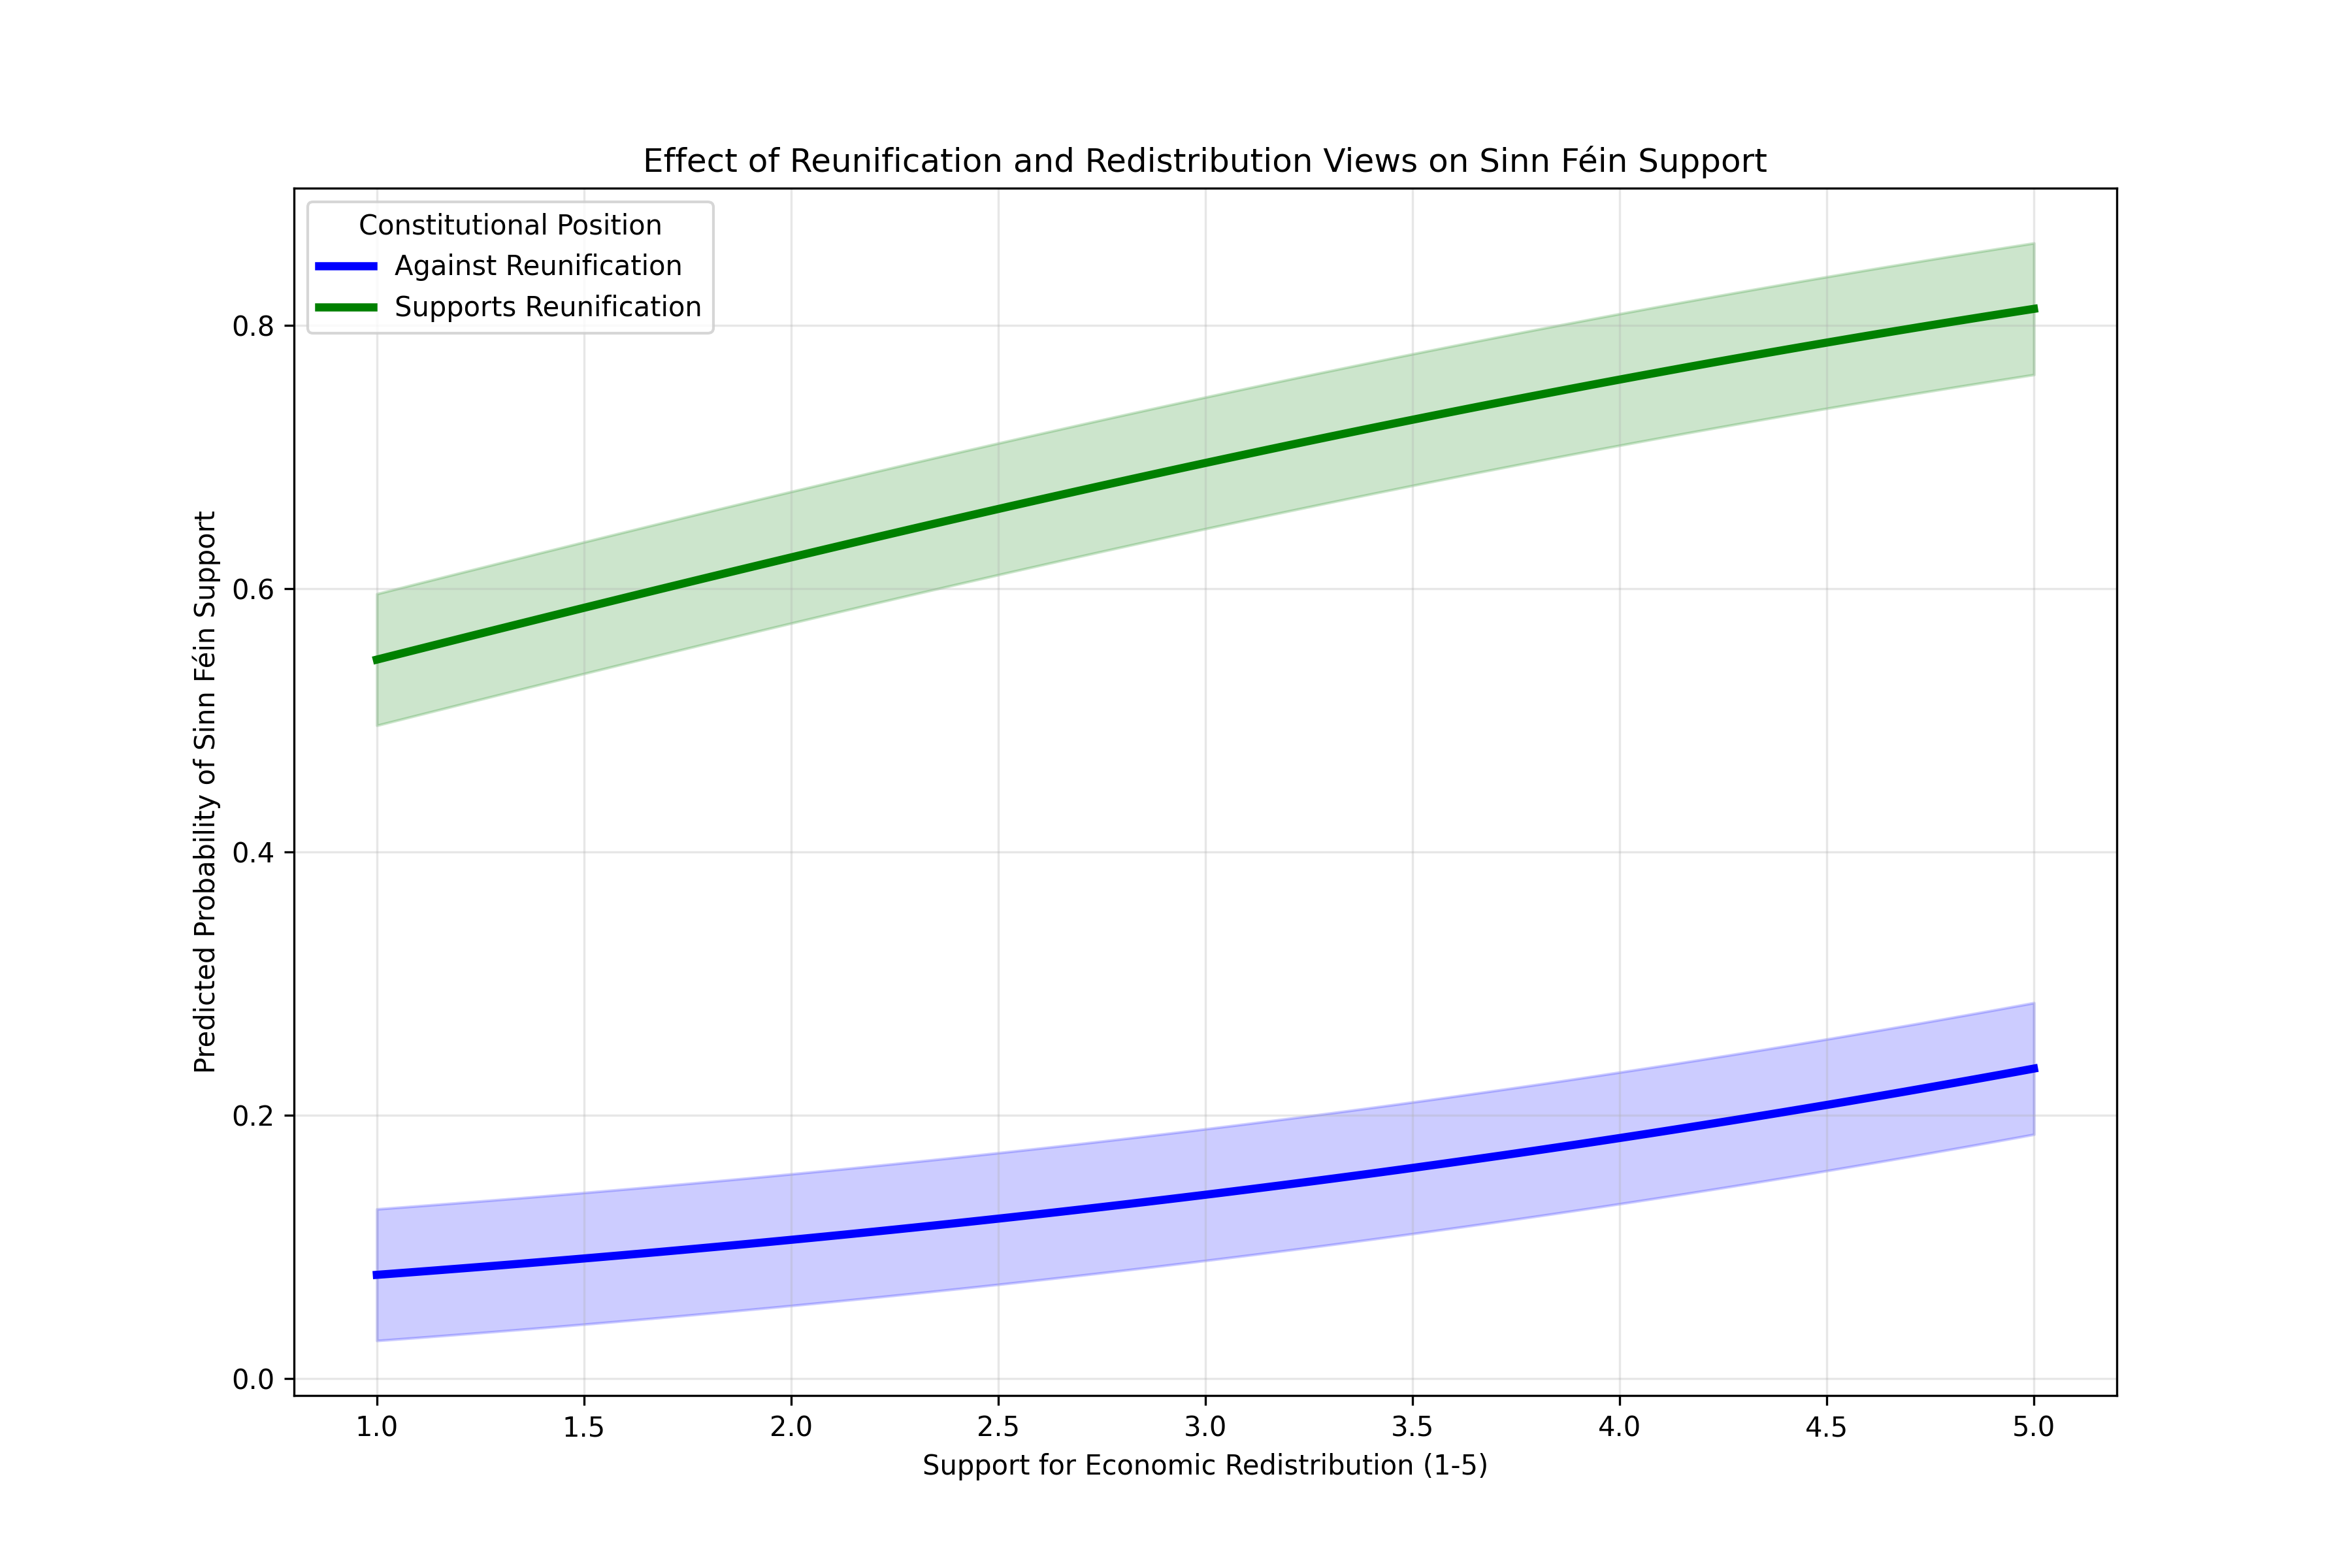 Effect of Reunification and Redistribution Views on Sinn Féin Support
Constitutional Position
Against Reunification
Supports Reunification
Predicted Probability of Sinn Féin Support
0.8
0.6
0.4
0.2
0.0
1.0 1.5 2.0 2.5 3.0 3.5 4.0 4.5 5.0
Support for Economic Redistribution (1-5)